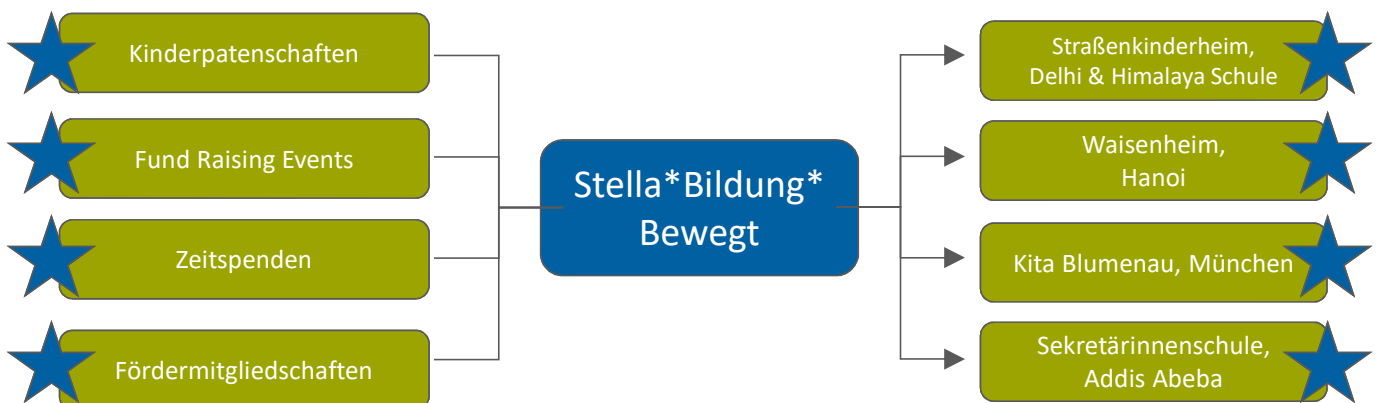 Kinderpatenschaften
Fund Raising Events
Zeitspenden
Fördermitgliedschaften
Stella*Bildung*
Bewegt
Straßenkinderheim,
Delhi & Himalaya Schule
Waisenheim,
Hanoi
Kita Blumenau, München
Sekretärinnenschule,
Addis Abeba